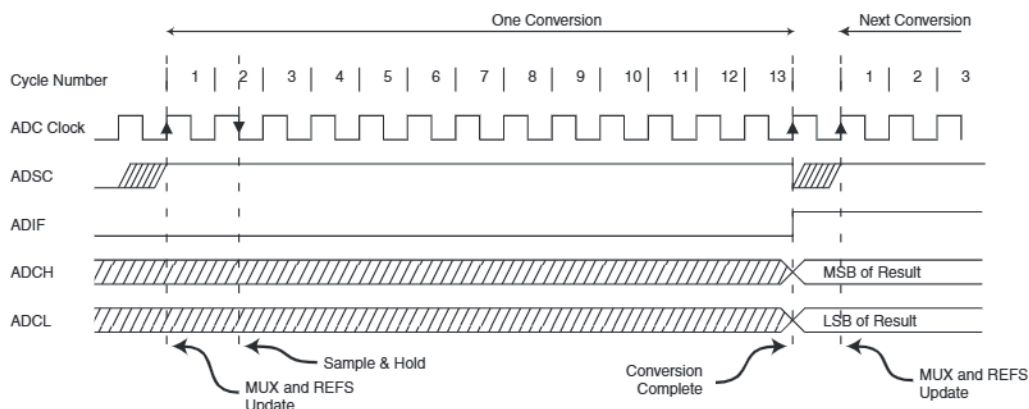 One Conversion
Next Conversion
Cycle Number 1 2 3 4 5 6 7 8 9 10 11 12 13 1 2 3
ADC Clock
ADSC
ADIF
ADCH MSB of Result
ADCL LSB of Result
Sample & Hold
MUX and REFS
Update
Conversion
Complete
MUX and REFS
Update